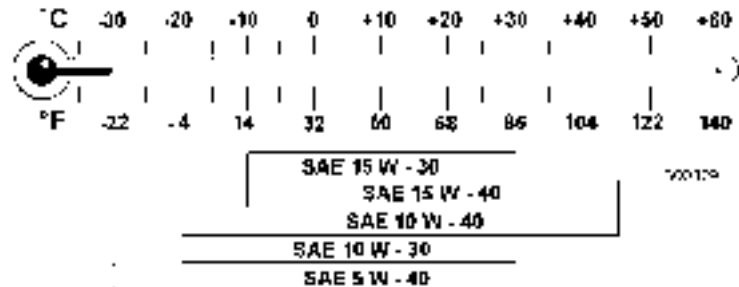 °C -30 -20 -10 0 +10 +20 +30 +40 +50 +60
°F -22 -4 14 32 50 68 86 104 122 140
SAE 15 W - 30
SAE 15 W - 40
SAE 10 W - 40
SAE 10 W - 30
SAE 5 W - 40